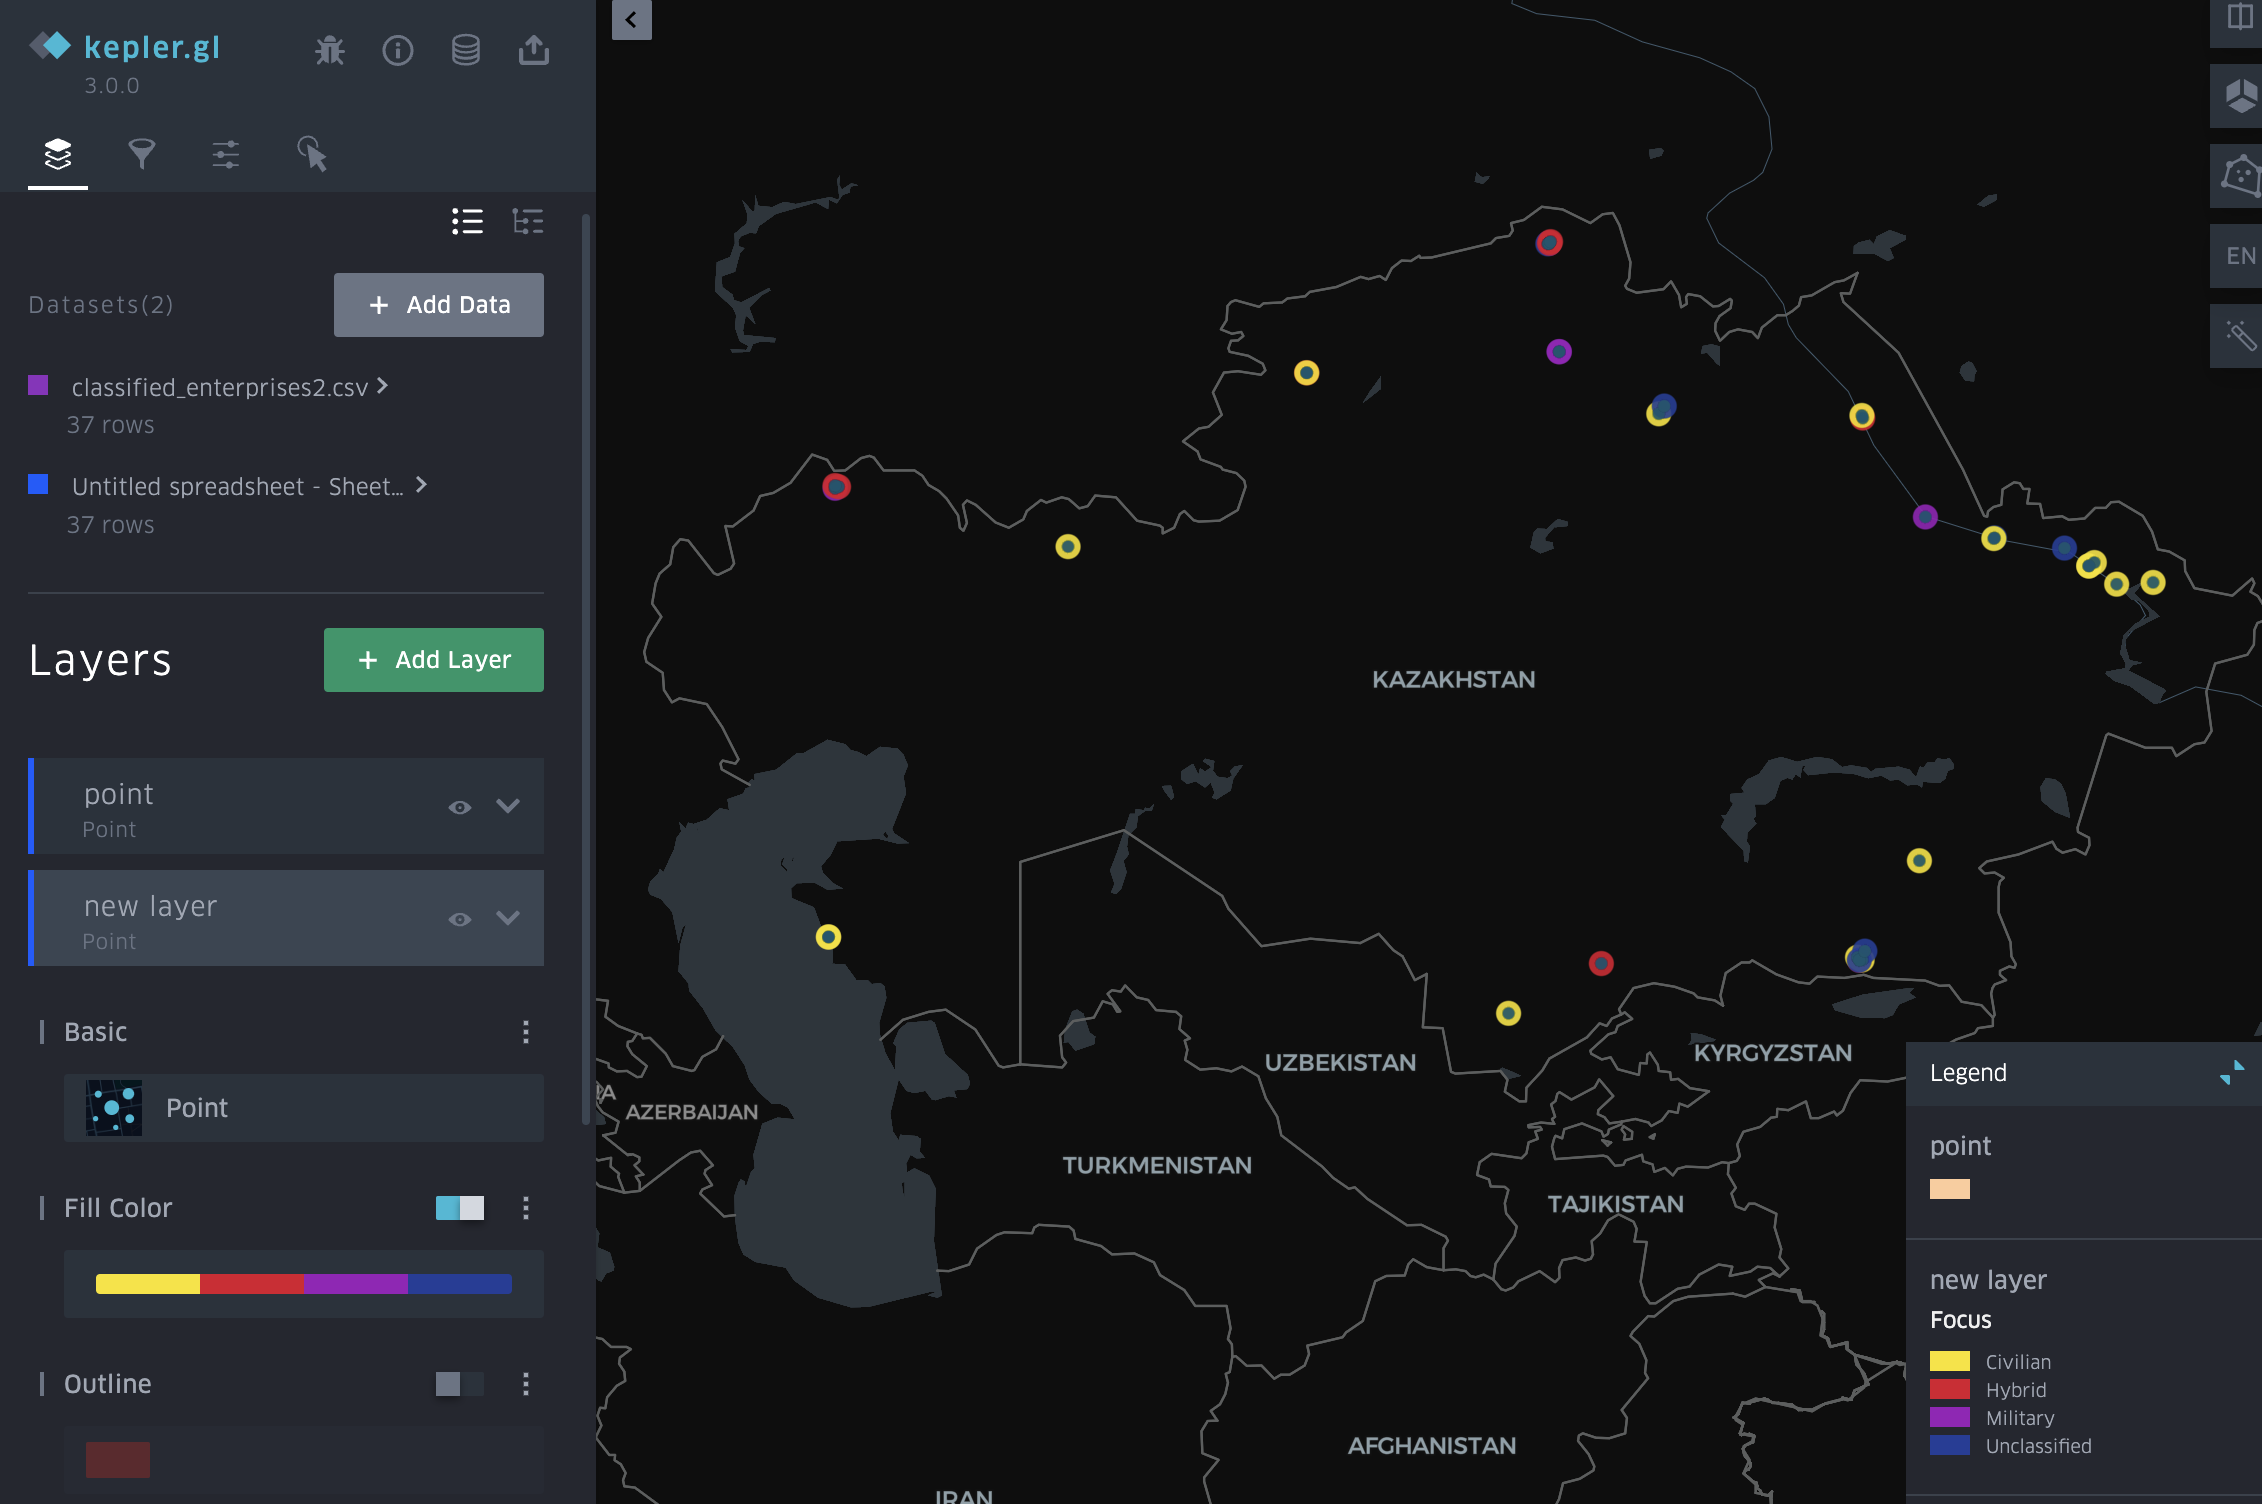 kepler.gl
3.0.0
EN
Datasets(2)
+ Add Data
classified_enterprises2.csv
37 rows
Untitled spreadsheet - Sheet...
37 rows
Layers
+ Add Layer
point
Point
new layer
Point
Basic
Point
Fill Color
Outline
KAZAKHSTAN
UZBEKISTAN
KYRGYZSTAN
AZERBAIJAN
TURKMENISTAN
TAJIKISTAN
AFGHANISTAN
IRAN
Legend
point
new layer
Focus
Civilian
Hybrid
Military
Unclassified